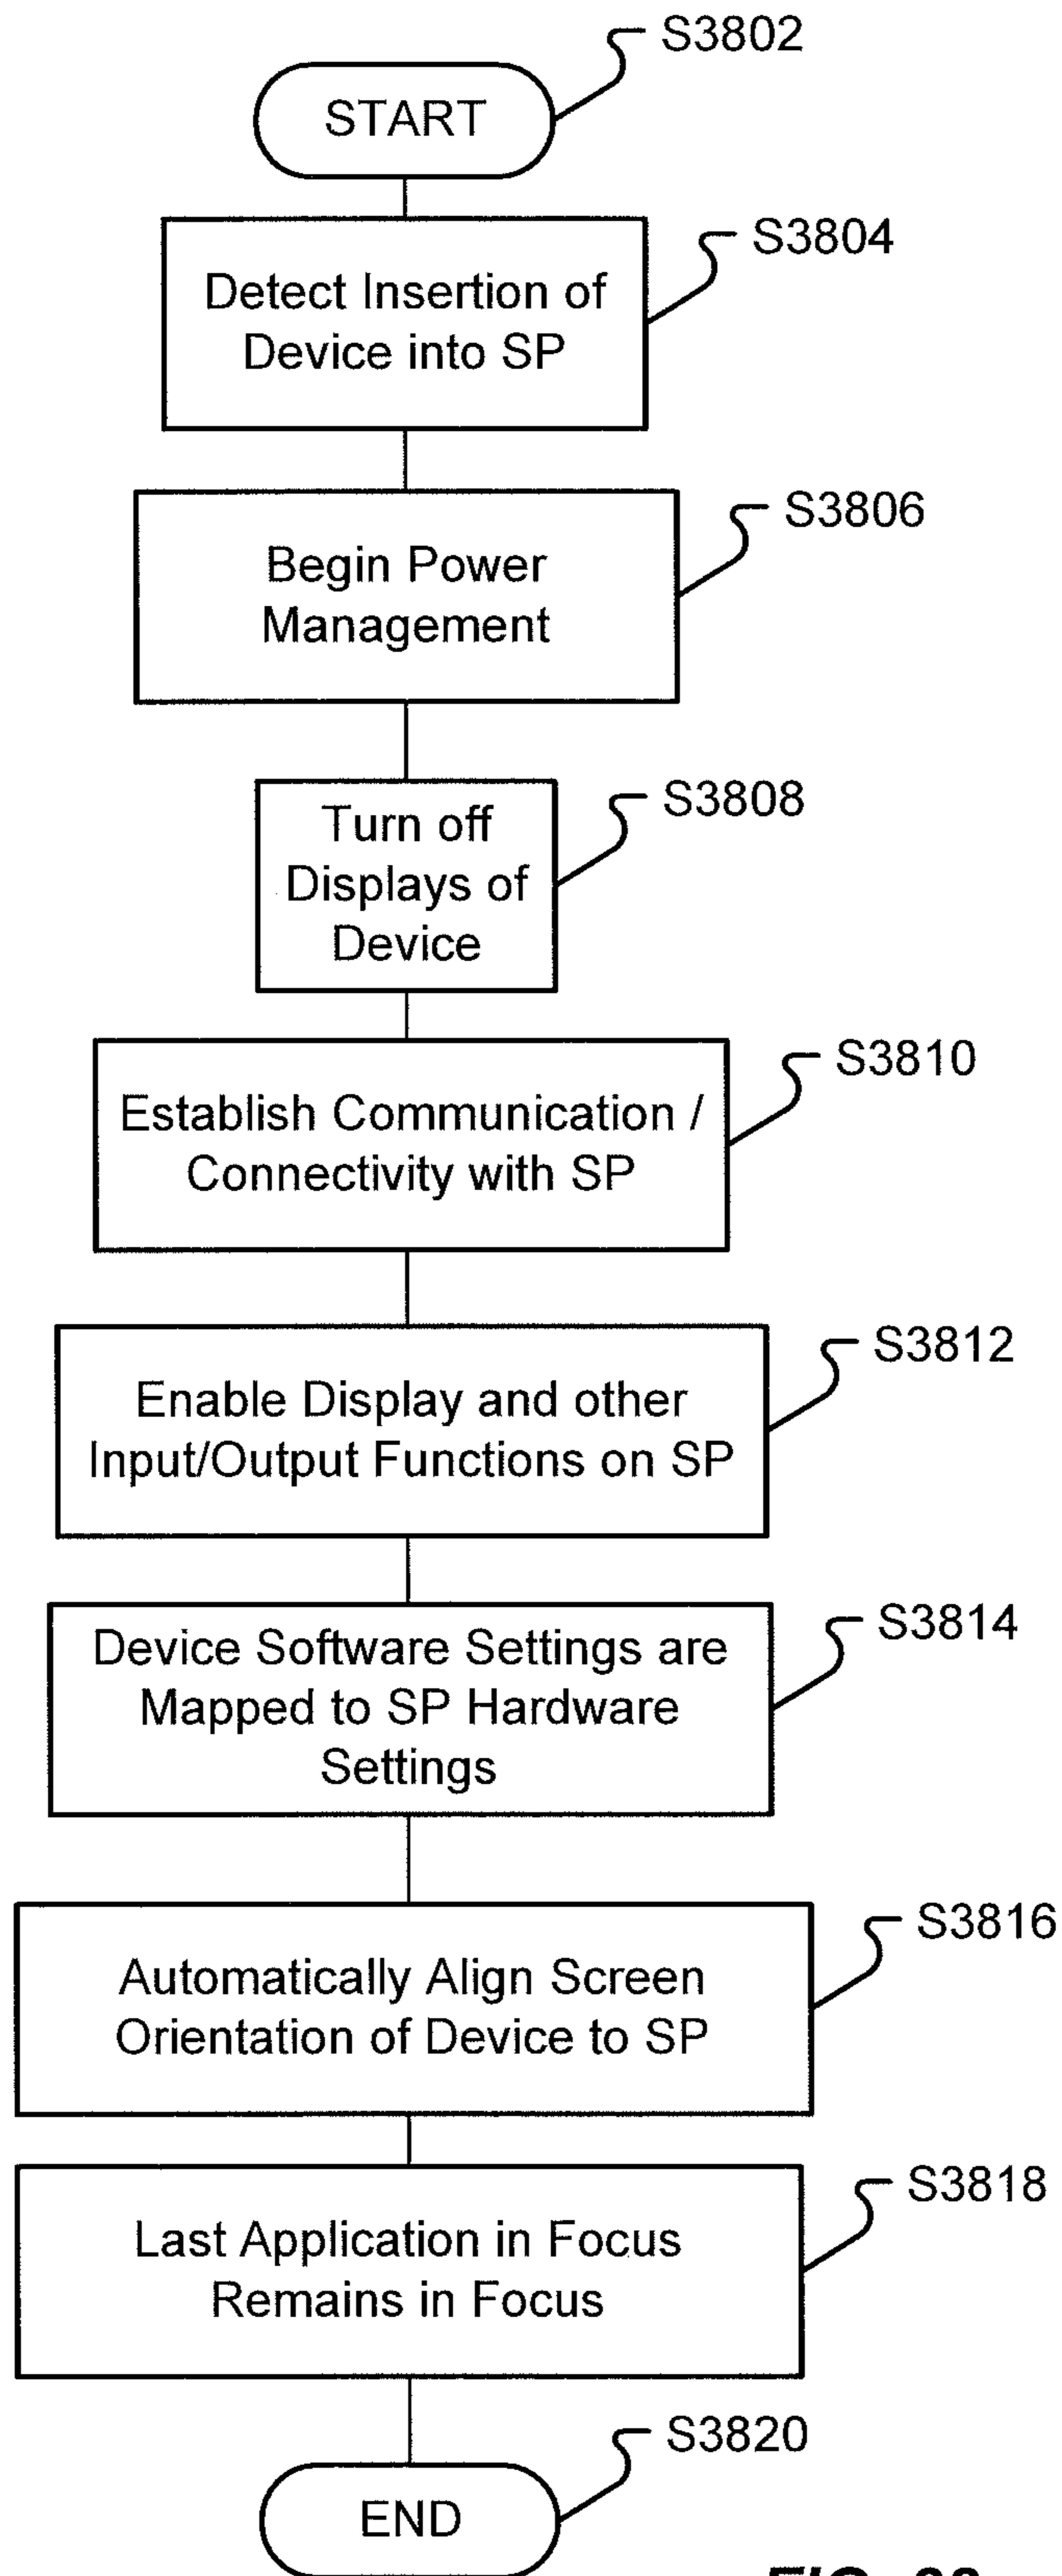 S3802
START
S3804
Detect Insertion of
Device into SP
S3806
Begin Power
Management
S3808
Turn off
Displays of
Device
S3810
Establish Communication /
Connectivity with SP
S3812
Enable Display and other
Input/Output Functions on SP
S3814
Device Software Settings are
Mapped to SP Hardware
Settings
S3816
Automatically Align Screen
Orientation of Device to SP
S3818
Last Application in Focus
Remains in Focus
S3820
END